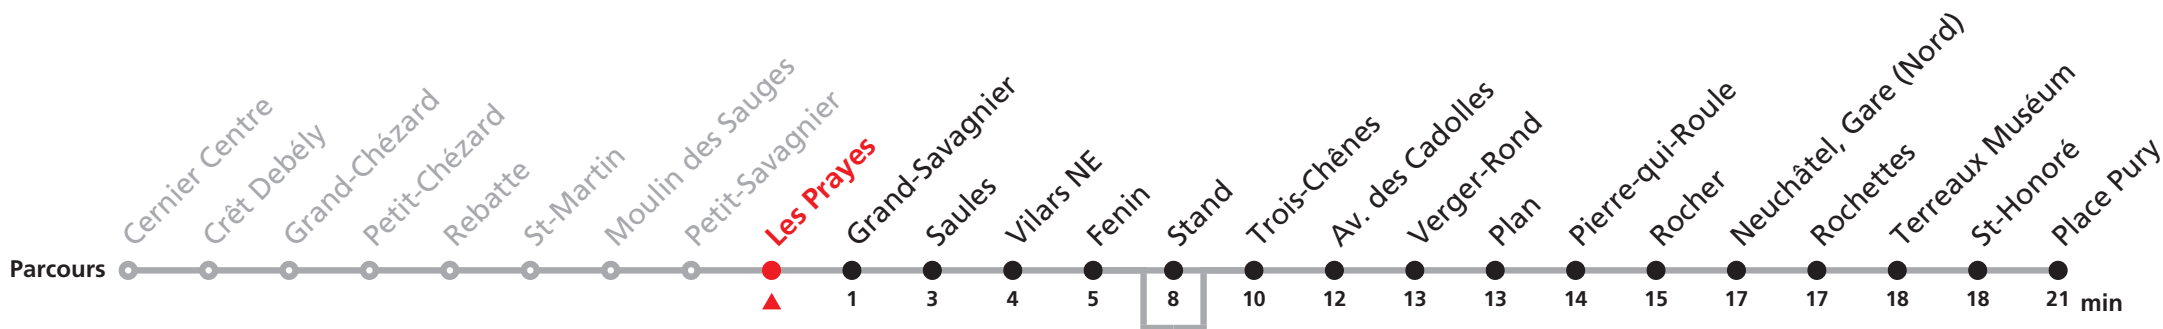 Parcours
Cernier Centre
Crêt Debély
Grand-Chézard
Petit-Chézard
Rebatte
St-Martin
Moulin des Sauges
Petit-Savagnier
Les Prayes
Grand-Savagnier
Saules
Vilars NE
Fenin
Stand
Trois-Chênes
Av. des Cadolles
Verger-Rond
Plan
Pierre-qui-Roule
Rocher
Neuchâtel, Gare (Nord)
Rochettes
Terreaux Muséum
St-Honoré
Place Pury
1 3 4 5 8 10 12 13 13 14 15 17 17 18 18 21 min